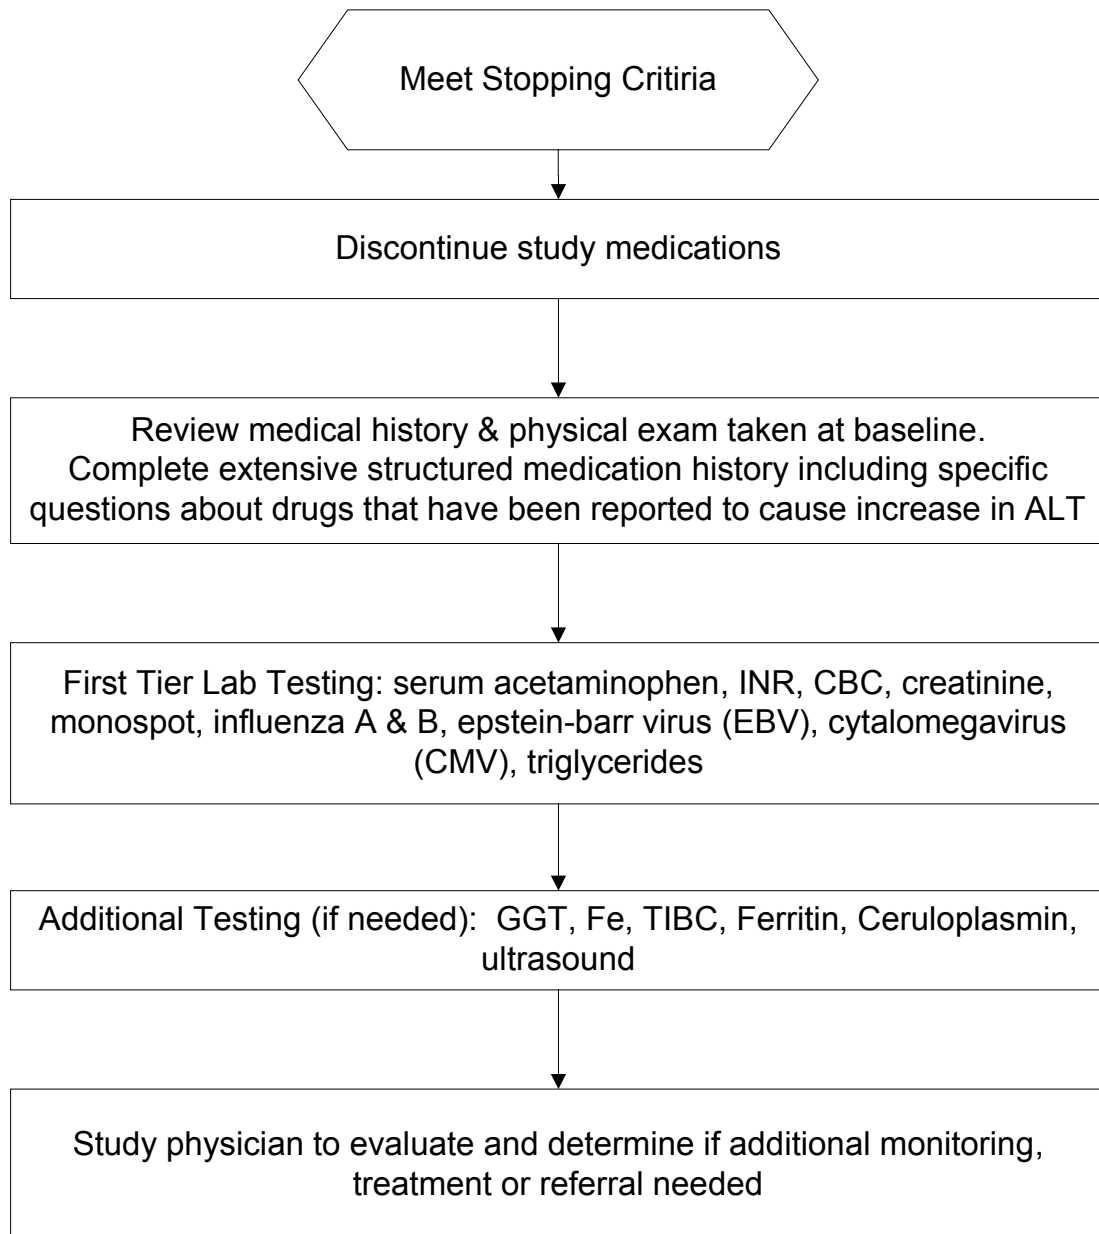 Meet Stopping Critiria
Discontinue study medications
Review medical history & physical exam taken at baseline.
Complete extensive structured medication history including specific
questions about drugs that have been reported to cause increase in ALT
First Tier Lab Testing: serum acetaminophen, INR, CBC, creatinine,
monospot, influenza A & B, epstein-barr virus (EBV), cytalomegavirus
(CMV), triglycerides
Additional Testing (if needed):  GGT, Fe, TIBC, Ferritin, Ceruloplasmin,
ultrasound
Study physician to evaluate and determine if additional monitoring,
treatment or referral needed